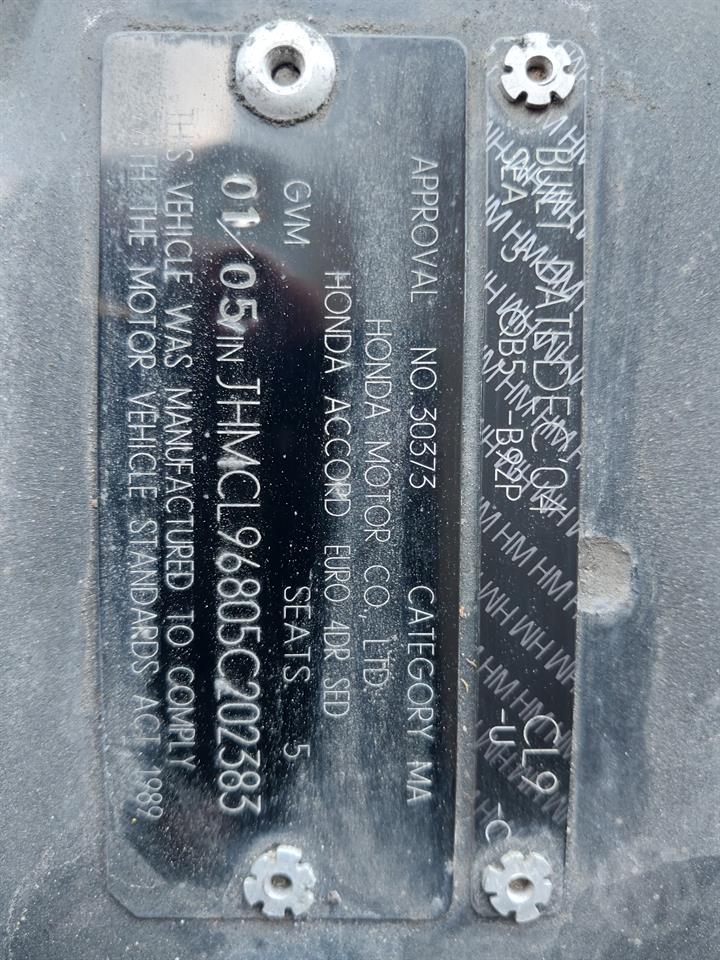 BUILT DATE DEC '04 CL9
SEA 5 B92P -U
APPROVAL NO. 30373 CATEGORY MA
HONDA MOTOR CO., LTD
HONDA ACCORD EURO 4DR SED
GVM SEATS 5
01/05 VIN JHMCL96805C202383
THIS VEHICLE WAS MANUFACTURED TO COMPLY
WITH THE MOTOR VEHICLE STANDARDS ACT 1989